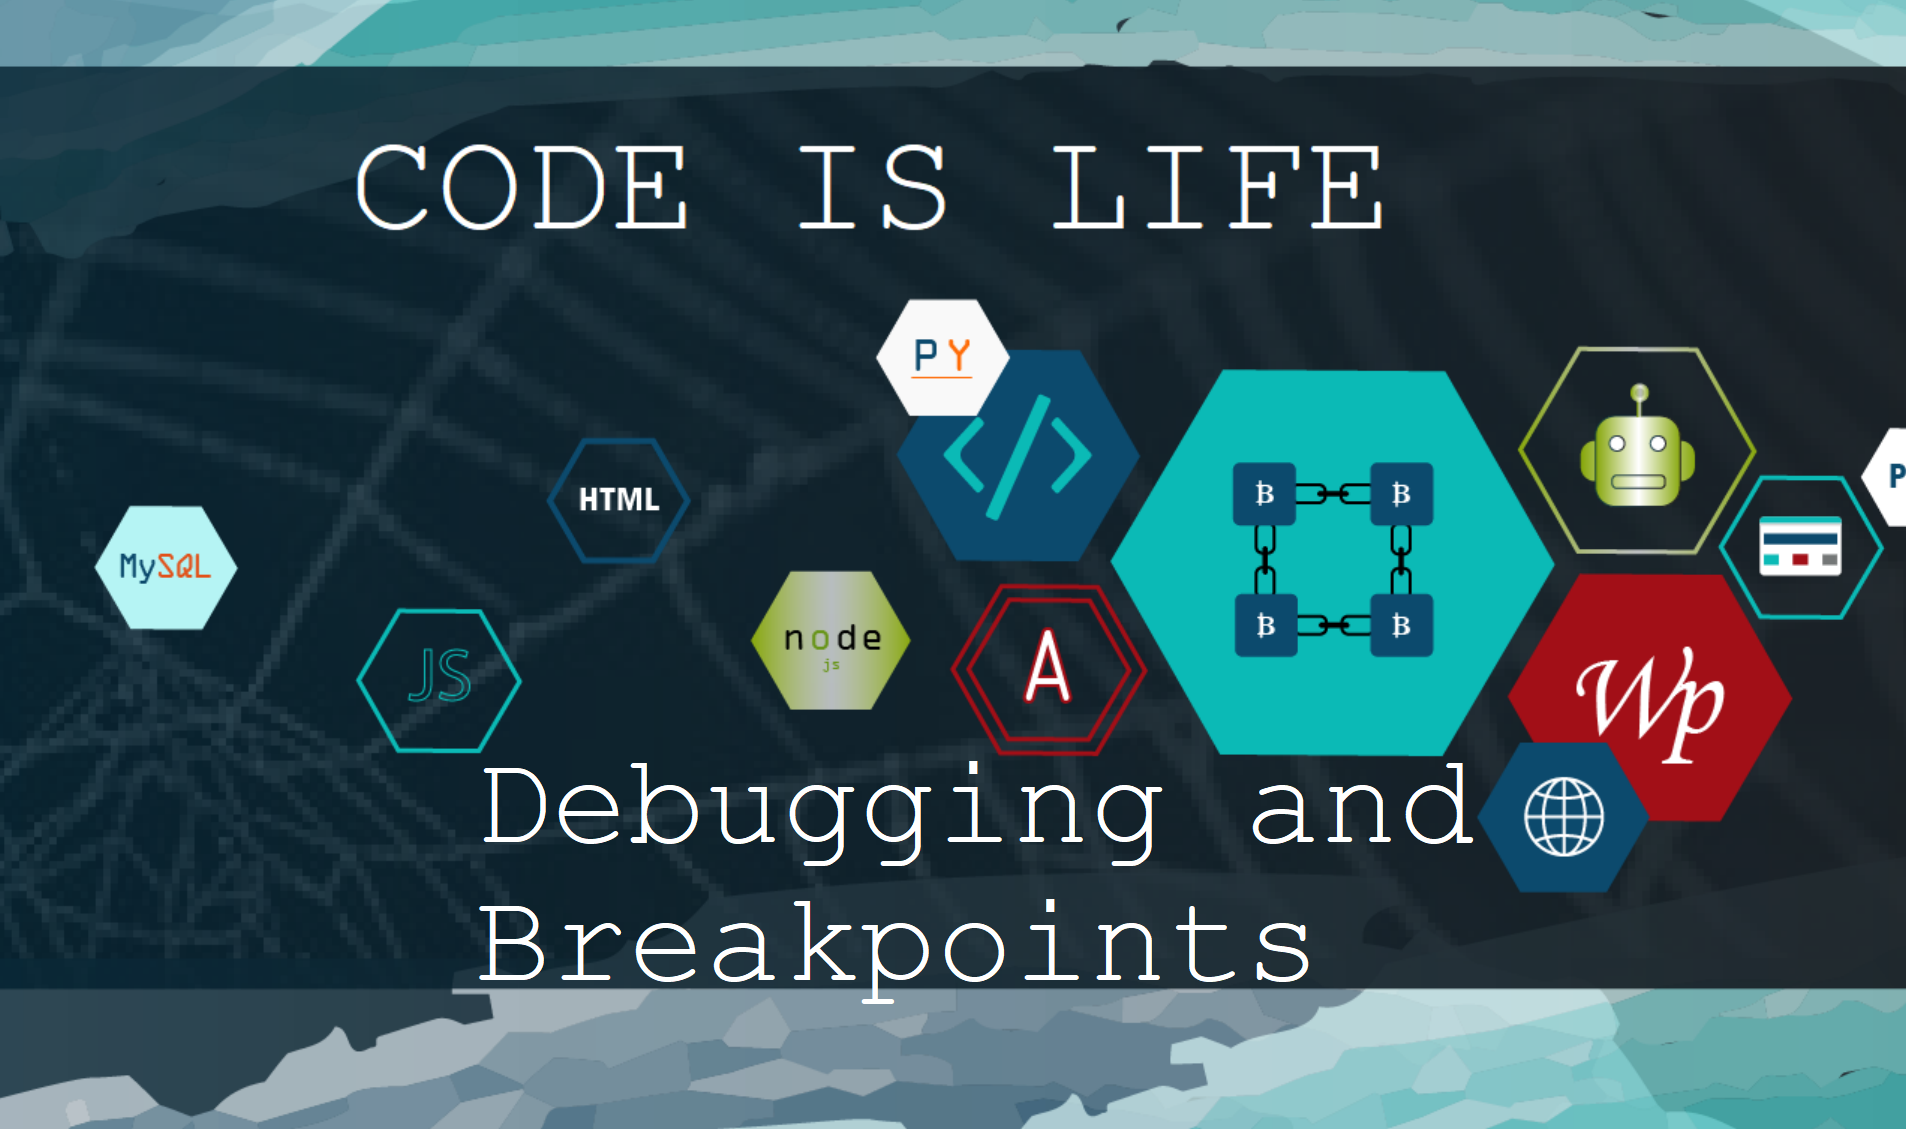 CODE IS LIFE
PY
HTML
MySQL
JS
node
js
A
B B
B B
Wp
P
Debugging and
Breakpoints